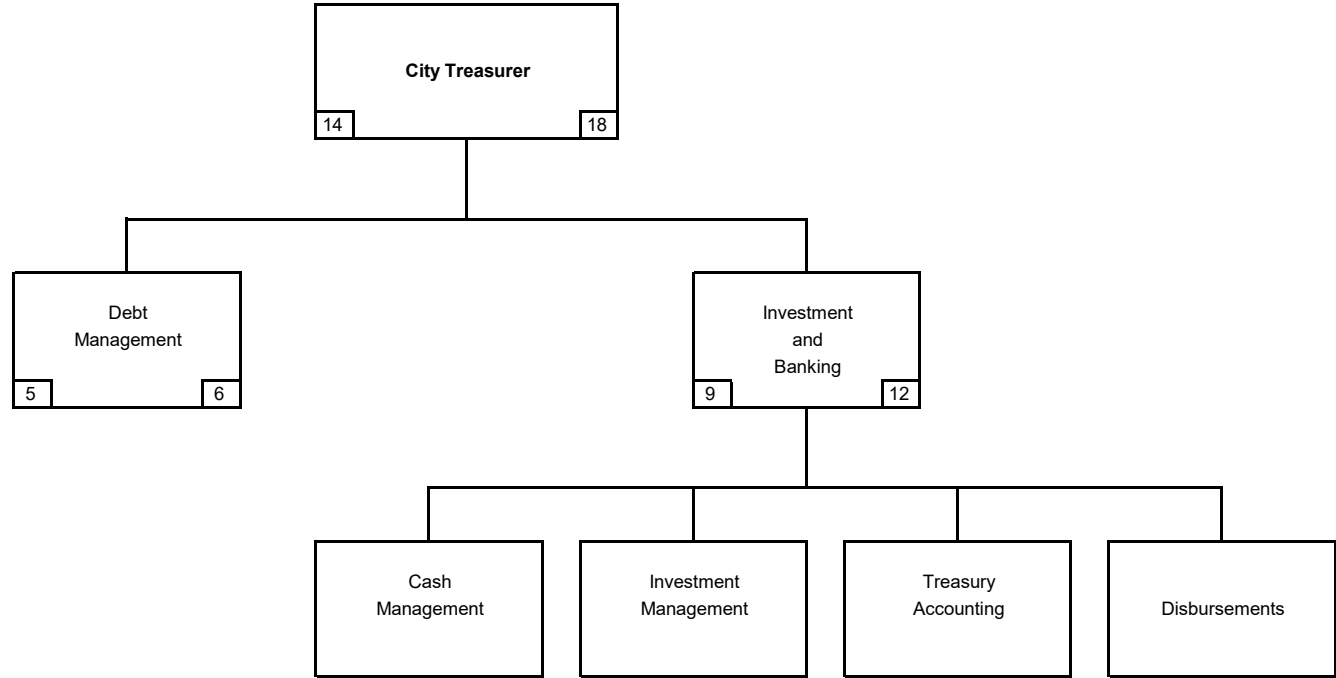 City Treasurer
14
18
Debt
Management
5
6
Investment
and
Banking
9
12
Cash
Management
Investment
Management
Treasury
Accounting
Disbursements